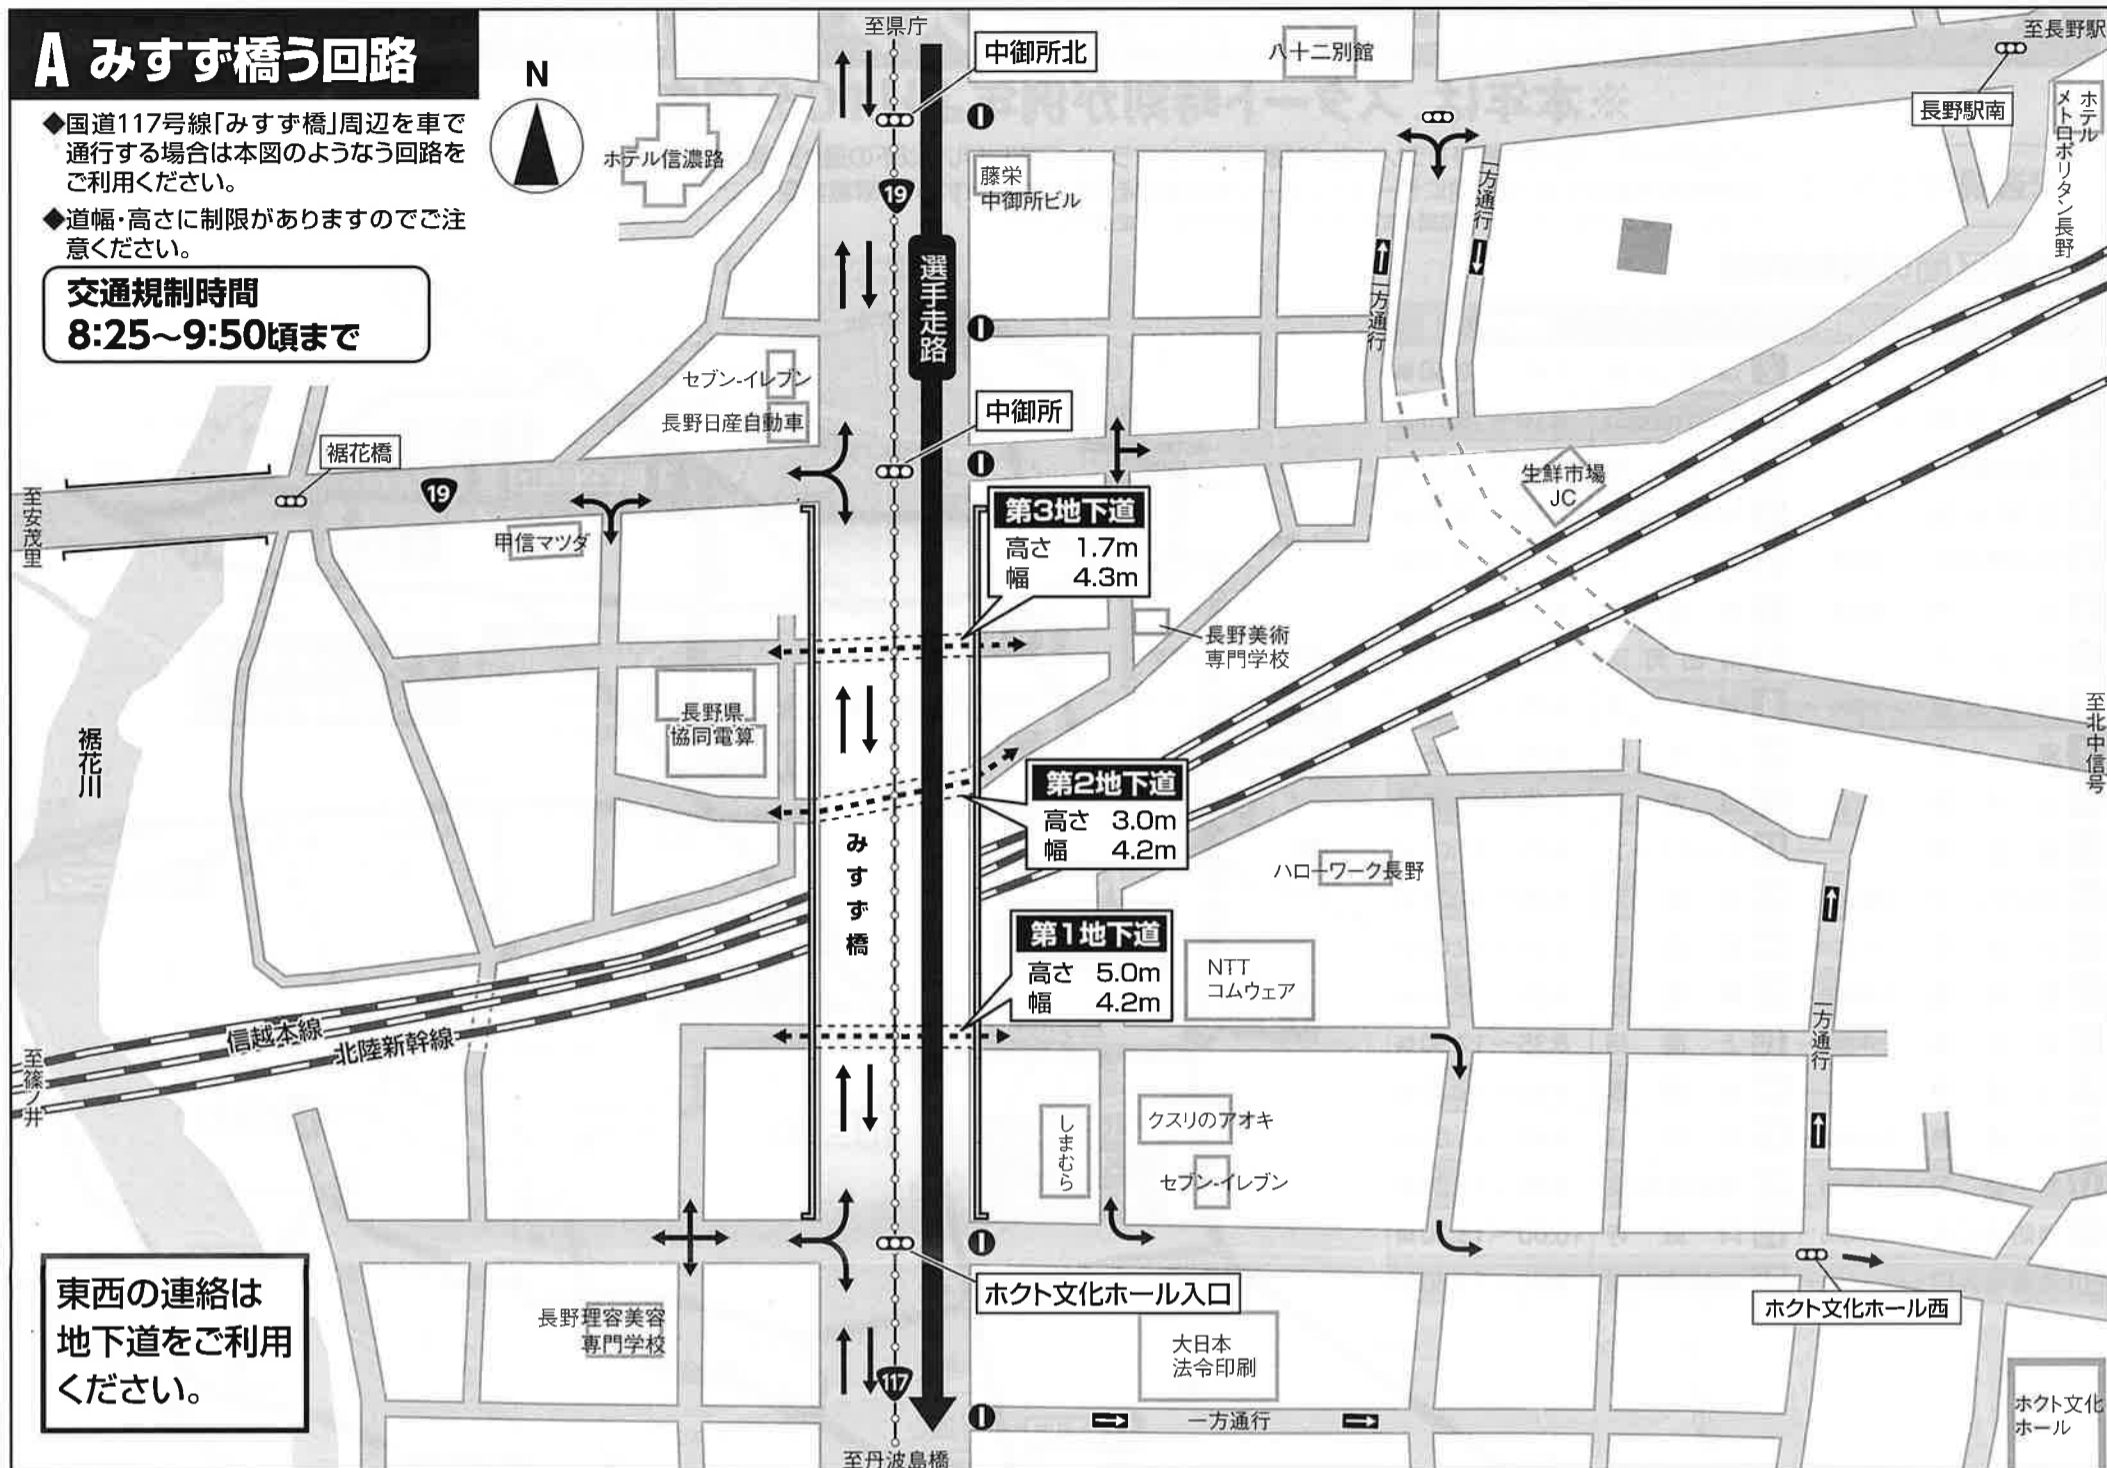 A みすず橋う回路
◆国道117号線「みすず橋」周辺を車で
通行する場合は本図のようなう回路を
ご利用ください。
◆道幅・高さに制限がありますのでご注
意ください。
交通規制時間
8:25〜9:50頃まで
N
至県庁
中御所北
八十二別館
至長野駅
長野駅南
ホテル
メトロポリタン長野
ホテル信濃路
藤栄
中御所ビル
19
選手走路
一方通行
一方通行
セブン-イレブン
長野日産自動車
中御所
裾花橋
19
至安茂里
甲信マツダ
生鮮市場
JC
第3地下道
高さ 1.7m
幅 4.3m
長野美術
専門学校
長野県
協同電算
裾花川
至北中信号
第2地下道
高さ 3.0m
幅 4.2m
みすず橋
ハローワーク長野
第1地下道
高さ 5.0m
幅 4.2m
NTT
コムウェア
信越本線
北陸新幹線
至篠ノ井
一方通行
しまむら
クスリのアオキ
セブン-イレブン
東西の連絡は
地下道をご利用
ください。
ホクト文化ホール入口
ホクト文化ホール西
長野理容美容
専門学校
大日本
法令印刷
117
一方通行
ホクト文化
ホール
至丹波島橋